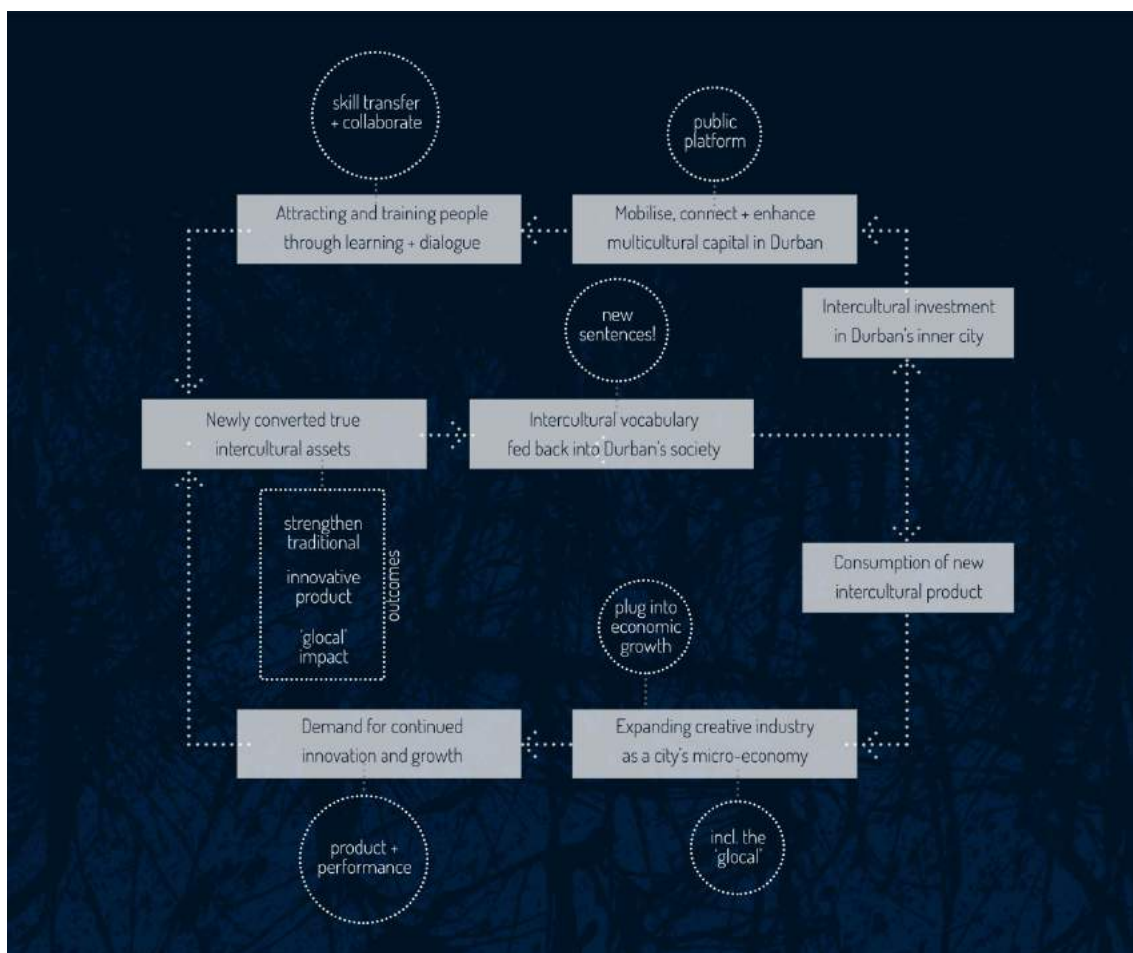 skill transfer
+ collaborate
public
platform
Attracting and training people
through learning + dialogue
Mobilise, connect + enhance
multicultural capital in Durban
new
sentences!
Intercultural investment
in Durban's inner city
Newly converted true
intercultural assets
Intercultural vocabulary
fed back into Durban's society
strengthen
traditional
innovative
product
'glocal'
impact
outcomes
Consumption of new
intercultural product
plug into
economic
growth
Demand for continued
innovation and growth
Expanding creative industry
as a city's micro-economy
product +
performance
incl. the
'glocal'